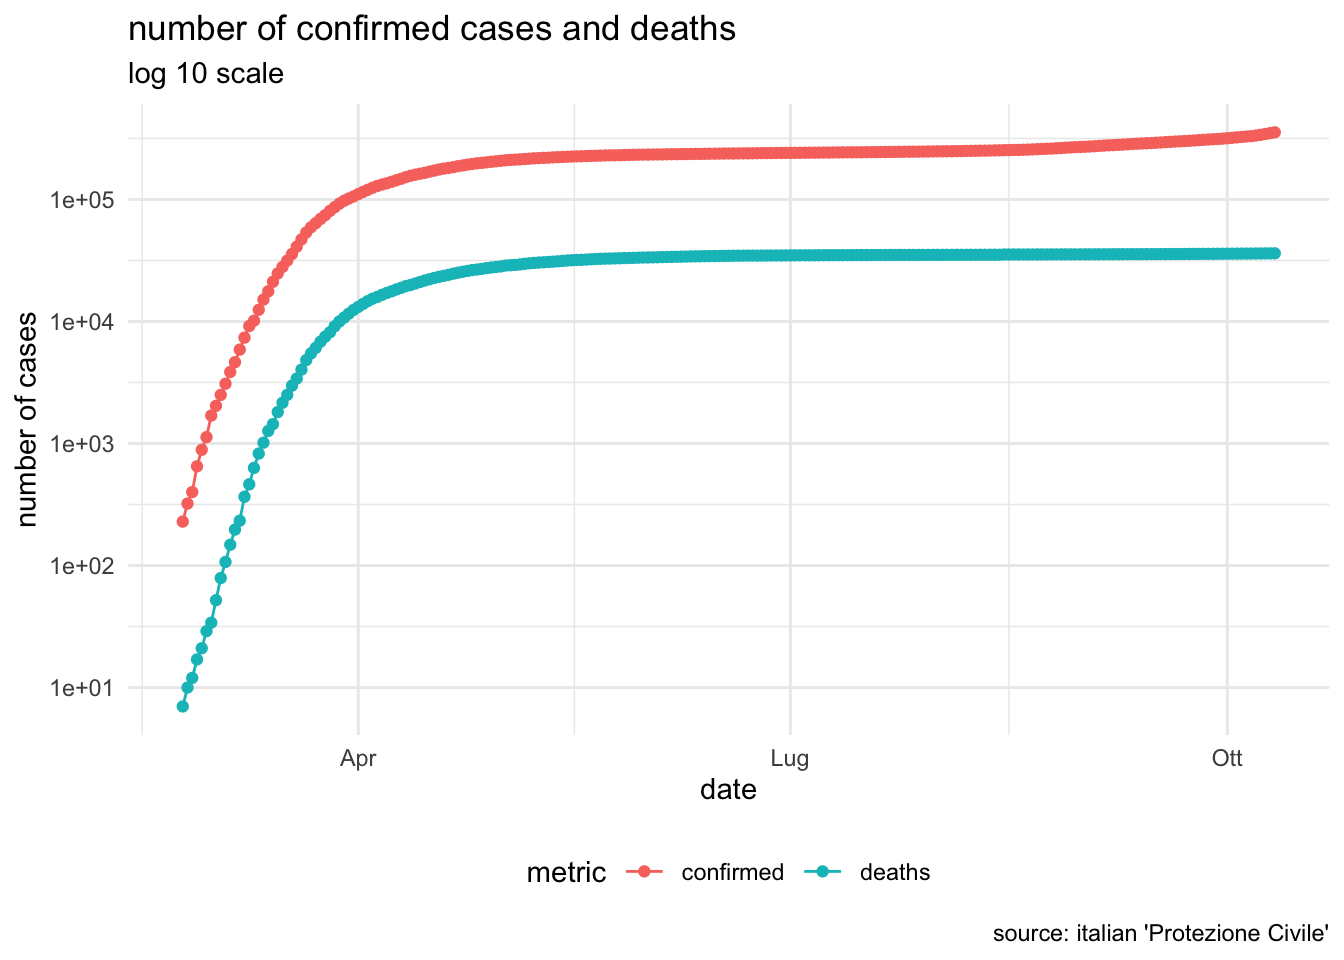 number of confirmed cases and deaths
log 10 scale
number of cases
1e+05
1e+04
1e+03
1e+02
1e+01
Apr Lug Ott
date
metric confirmed deaths
source: italian 'Protezione Civile'